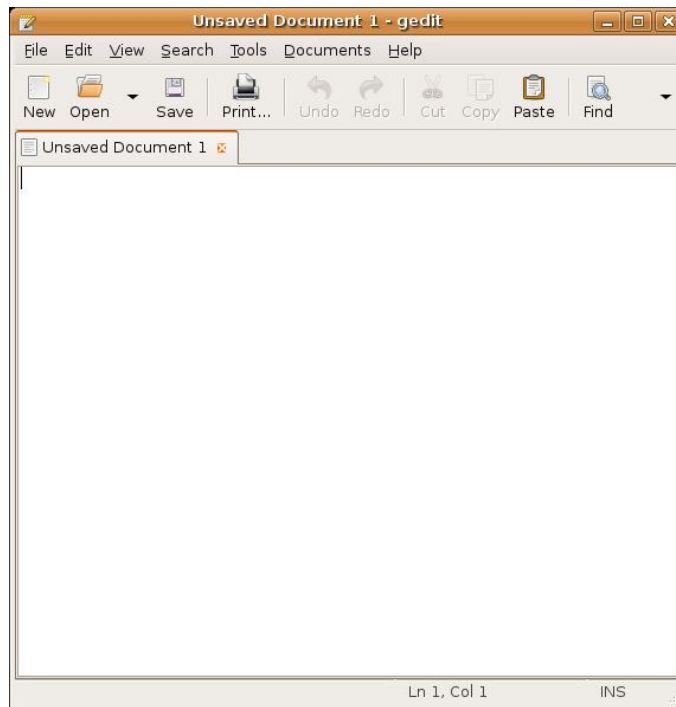 Unsaved Document 1 - gedit
File Edit View Search Tools Documents Help
New Open Save Print... Undo Redo Cut Copy Paste Find
Unsaved Document 1
Ln 1, Col 1 INS